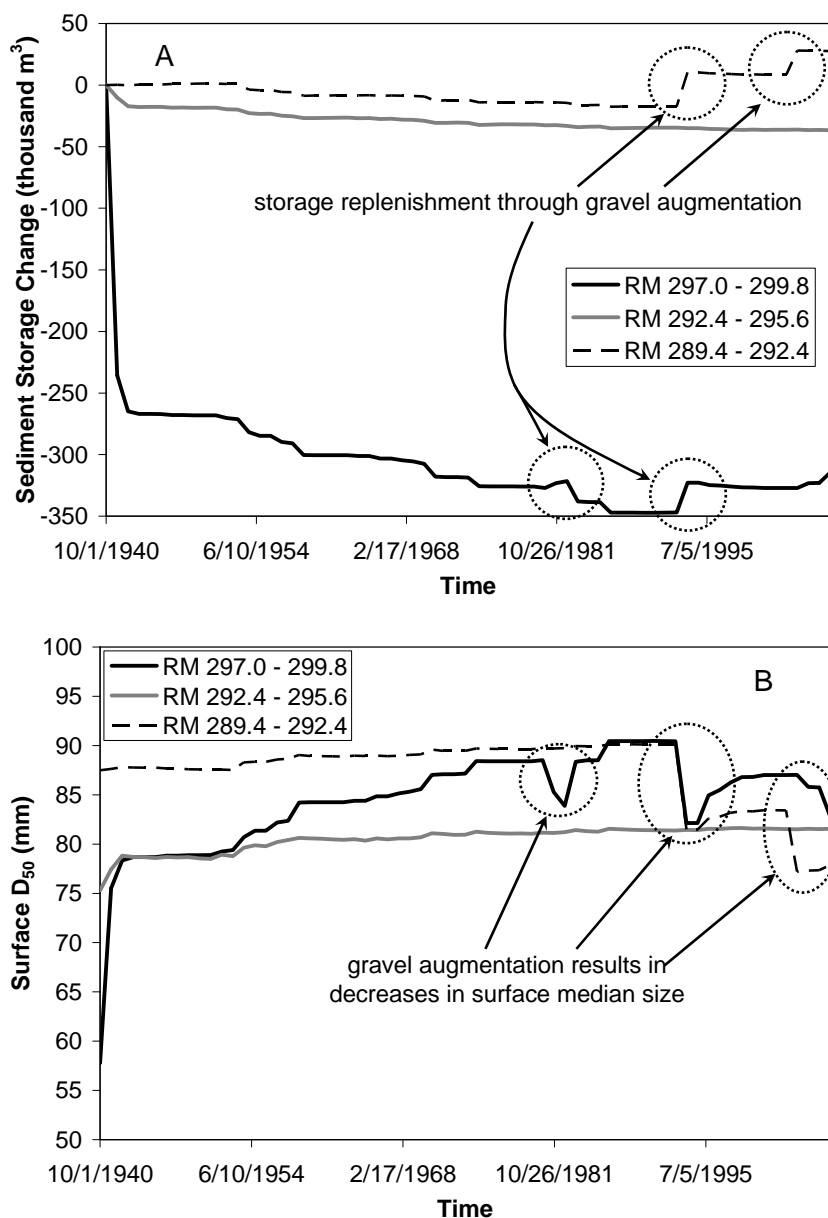 50
0
-50
-100
-150
-200
-250
-300
-350
Sediment Storage Change (thousand m³)
A
storage replenishment through gravel augmentation
RM 297.0 - 299.8
RM 292.4 - 295.6
RM 289.4 - 292.4
10/1/1940 6/10/1954 2/17/1968 10/26/1981 7/5/1995
Time
100
95
90
85
80
75
70
65
60
55
50
Surface D₅₀ (mm)
RM 297.0 - 299.8
RM 292.4 - 295.6
RM 289.4 - 292.4
B
gravel augmentation results in
decreases in surface median size
10/1/1940 6/10/1954 2/17/1968 10/26/1981 7/5/1995
Time